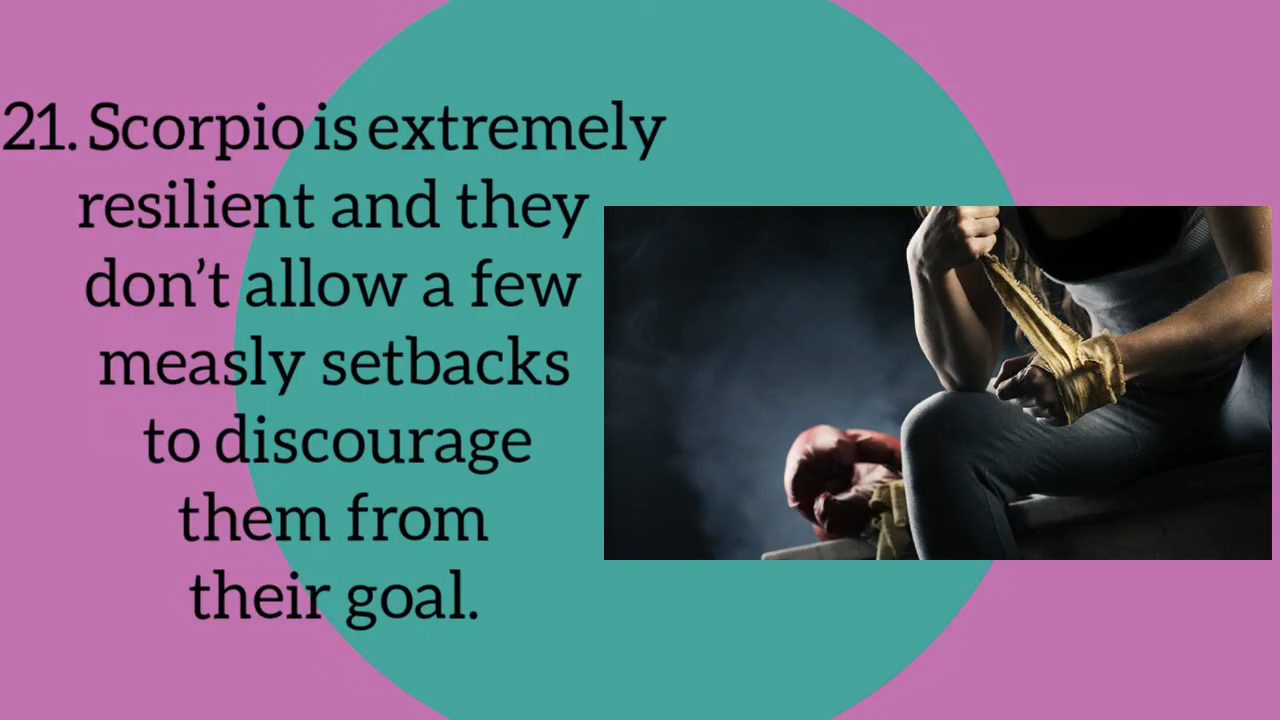 21. Scorpio is extremely
resilient and they
don’t allow a few
measly setbacks
to discourage
them from
their goal.